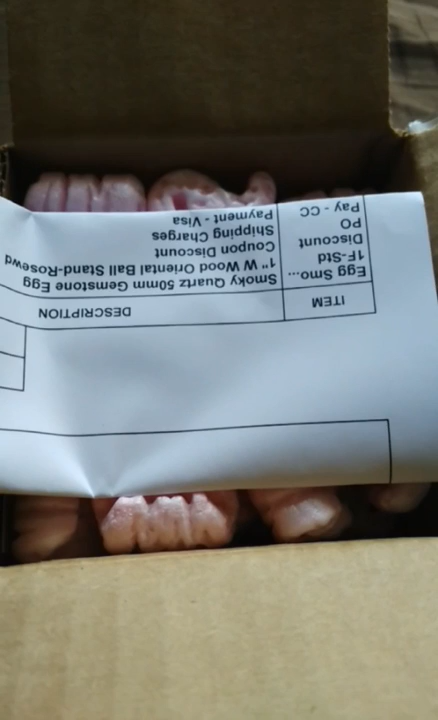 ITEM DESCRIPTION
Egg Smo... Smoky Quartz 50mm Gemstone Egg
1F-Std 1" W Wood Oriental Ball Stand-Rosewd
Discount Coupon Discount
PO Shipping Charges
Pay - CC Payment - Visa